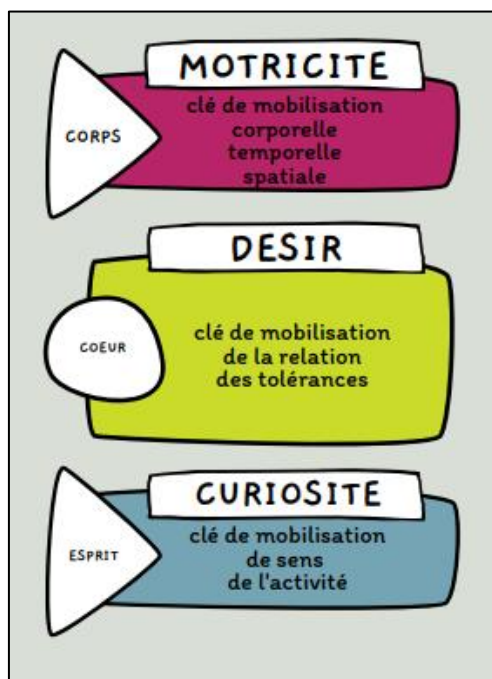 MOTRICITE
CORPS
clé de mobilisation
corporelle
temporelle
spatiale
DESIR
COEUR
clé de mobilisation
de la relation
des tolérances
CURIOSITE
ESPRIT
clé de mobilisation
de sens
de l'activité